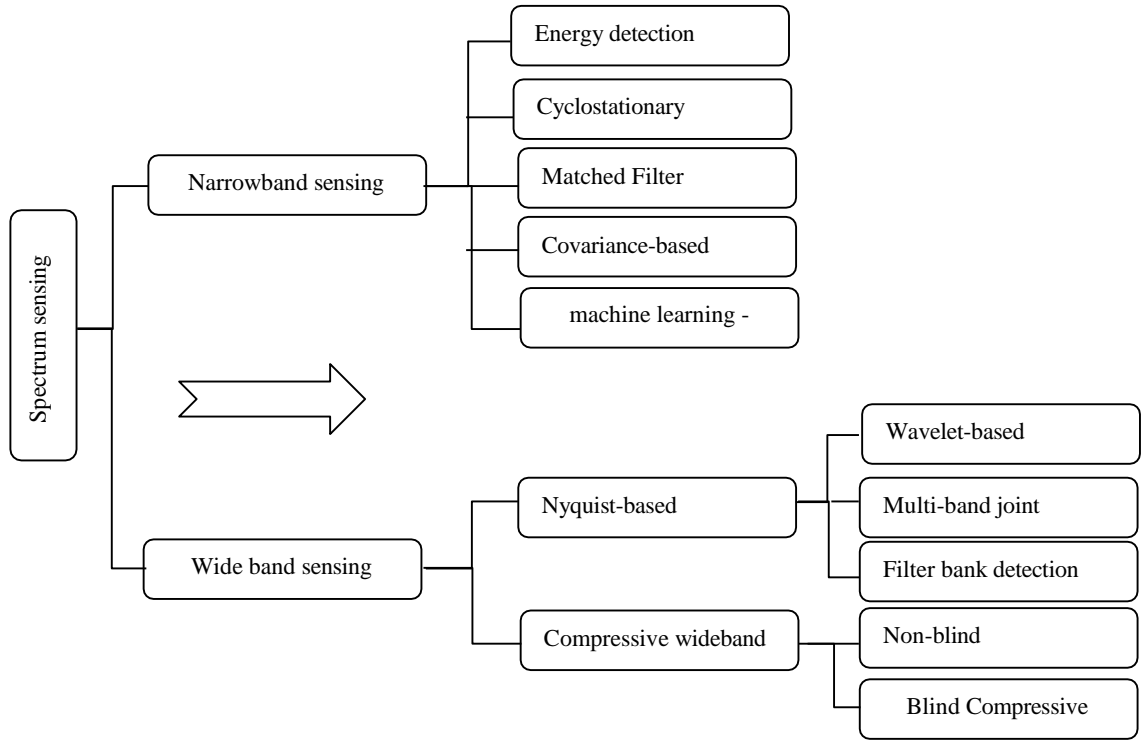 Spectrum sensing
Narrowband sensing
Energy detection
Cyclostationary
Matched Filter
Covariance-based
machine learning -
Wide band sensing
Nyquist-based
Wavelet-based
Multi-band joint
Filter bank detection
Compressive wideband
Non-blind
Blind Compressive